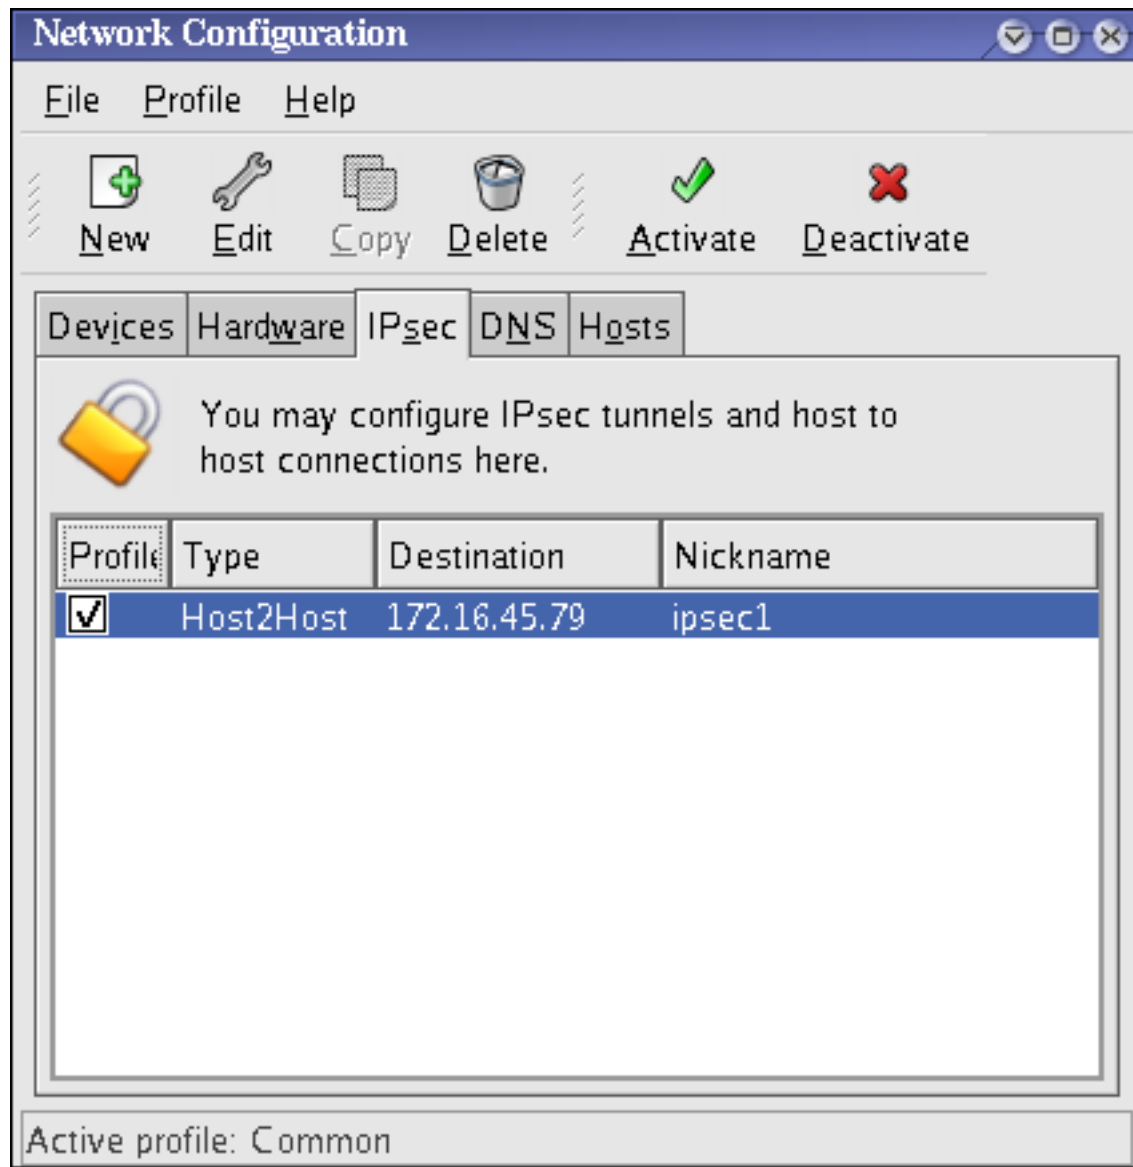 Network Configuration
File Profile Help
New Edit Copy Delete Activate Deactivate
Devices Hardware IPsec DNS Hosts
You may configure IPsec tunnels and host to
host connections here.
Profile Type Destination Nickname
Host2Host 172.16.45.79 ipsec1
Active profile: Common